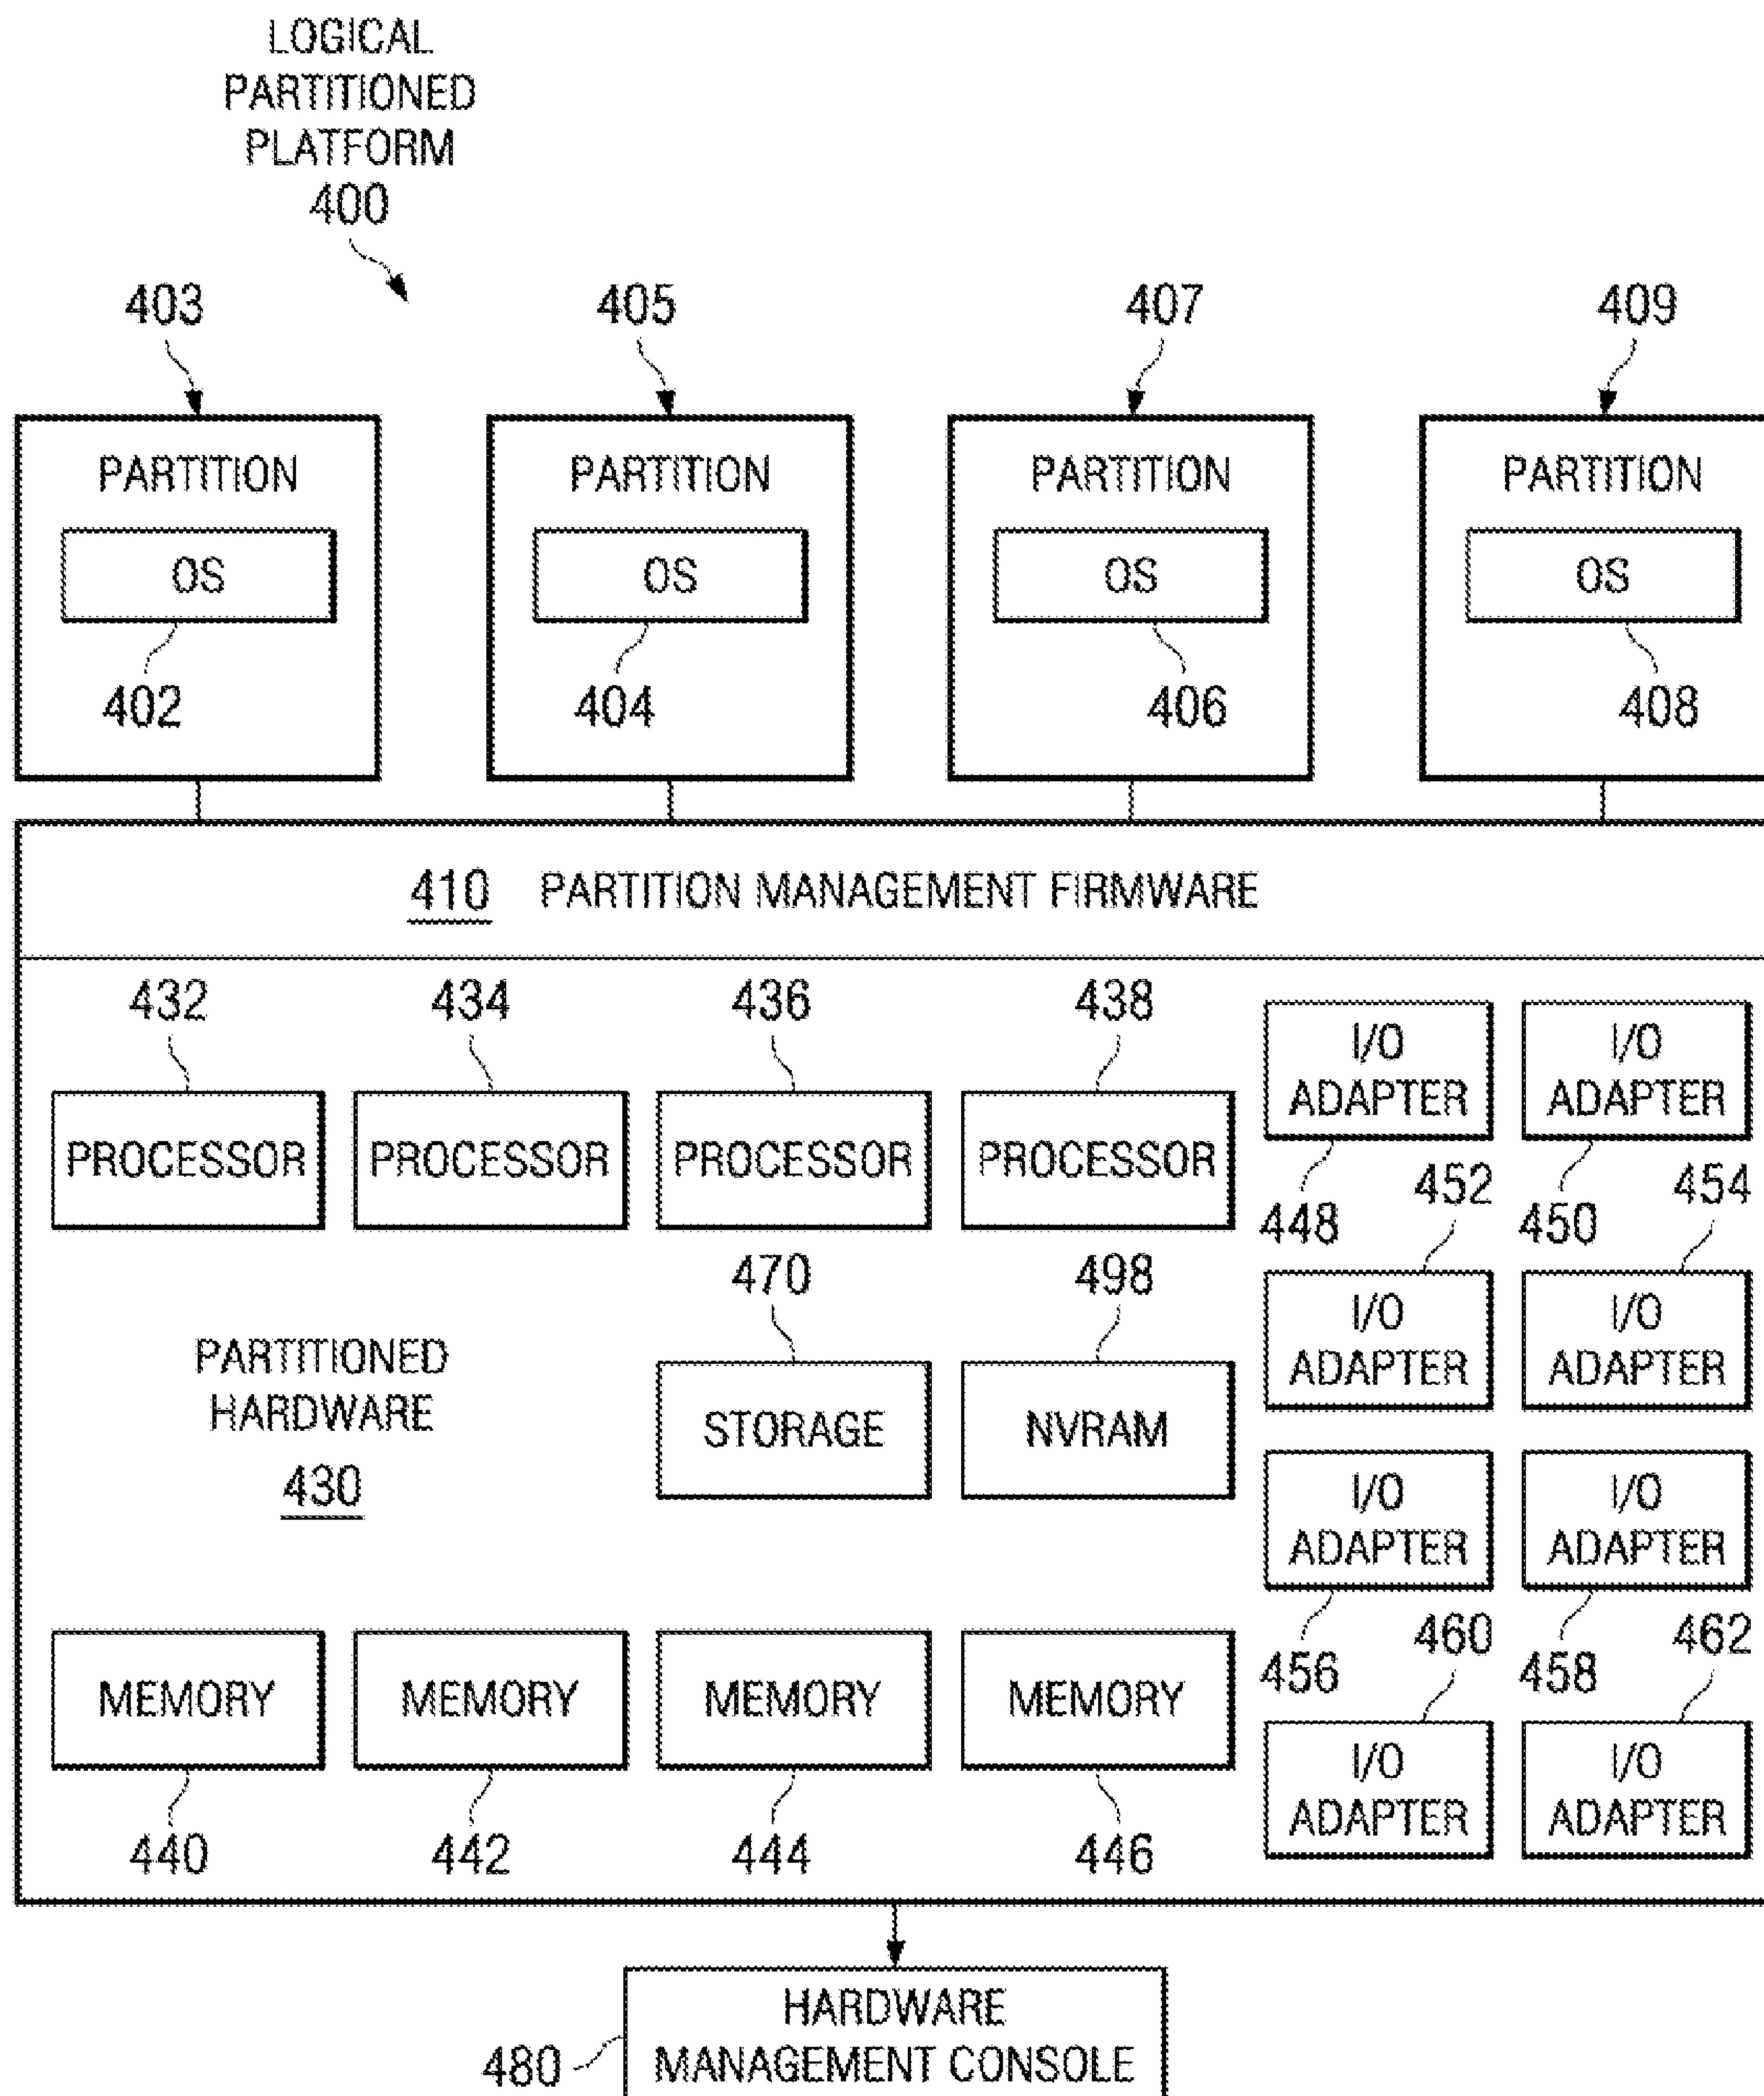 LOGICAL
PARTITIONED
PLATFORM
400
403 405 407 409
PARTITION PARTITION PARTITION PARTITION
OS OS OS OS
402 404 406 408
410 PARTITION MANAGEMENT FIRMWARE
432 434 436 438
PROCESSOR PROCESSOR PROCESSOR PROCESSOR
I/O I/O
ADAPTER ADAPTER
448 452 450 454
470 498
PARTITIONED
HARDWARE
430
STORAGE NVRAM
I/O I/O
ADAPTER ADAPTER
I/O I/O
ADAPTER ADAPTER
456 460 458 462
MEMORY MEMORY MEMORY MEMORY
440 442 444 446
I/O I/O
ADAPTER ADAPTER
HARDWARE
480 MANAGEMENT CONSOLE